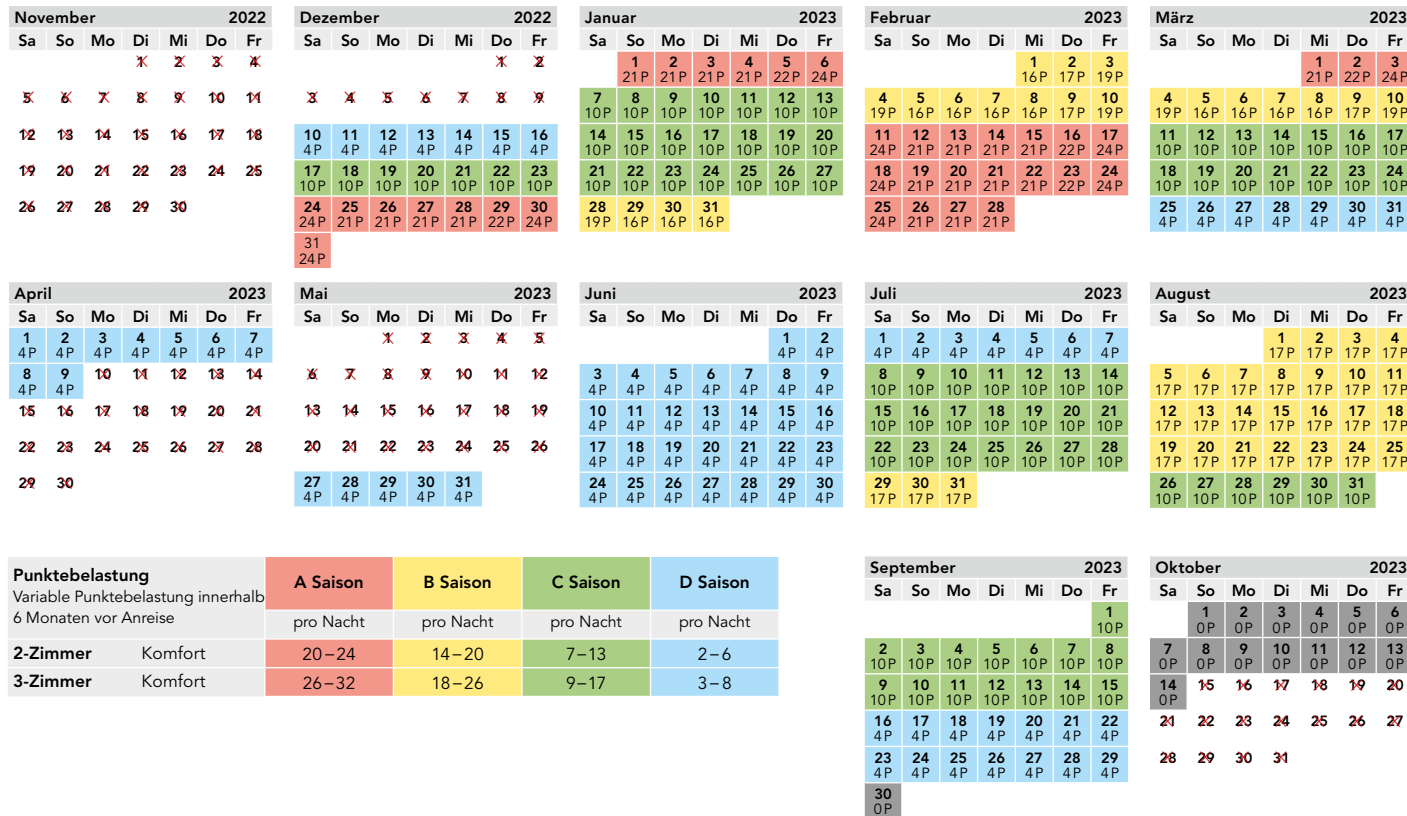 November 2022
Sa So Mo Di Mi Do Fr
1 2 3 4
5 6 7 8 9 10 11
12 13 14 15 16 17 18
19 20 21 22 23 24 25
26 27 28 29 30
Dezember 2022
Sa So Mo Di Mi Do Fr
1 2
3 4 5 6 7 8 9
10 11 12 13 14 15 16
4P 4P 4P 4P 4P 4P 4P
17 18 19 20 21 22 23
10P 10P 10P 10P 10P 10P 10P
24 25 26 27 28 29 30
24P 21P 21P 21P 21P 22P 24P
31
24P
Januar 2023
Sa So Mo Di Mi Do Fr
1 2 3 4 5 6
21P 21P 21P 21P 22P 24P
7 8 9 10 11 12 13
10P 10P 10P 10P 10P 10P 10P
14 15 16 17 18 19 20
10P 10P 10P 10P 10P 10P 10P
21 22 23 24 25 26 27
10P 10P 10P 10P 10P 10P 10P
28 29 30 31
19P 16P 16P 16P
Februar 2023
Sa So Mo Di Mi Do Fr
1 2 3
16P 17P 19P
4 5 6 7 8 9 10
19P 16P 16P 16P 16P 17P 19P
11 12 13 14 15 16 17
24P 21P 21P 21P 21P 22P 24P
18 19 20 21 22 23 24
24P 21P 21P 21P 21P 22P 24P
25 26 27 28
24P 21P 21P 21P
März 2023
Sa So Mo Di Mi Do Fr
1 2 3
21P 22P 24P
4 5 6 7 8 9 10
19P 16P 16P 16P 16P 17P 19P
11 12 13 14 15 16 17
10P 10P 10P 10P 10P 10P 10P
18 19 20 21 22 23 24
10P 10P 10P 10P 10P 10P 10P
25 26 27 28 29 30 31
4P 4P 4P 4P 4P 4P 4P
April 2023
Sa So Mo Di Mi Do Fr
1 2 3 4 5 6 7
4P 4P 4P 4P 4P 4P 4P
8 9 10 11 12 13 14
4P 4P
15 16 17 18 19 20 21
22 23 24 25 26 27 28
29 30
Mai 2023
Sa So Mo Di Mi Do Fr
1 2 3 4 5
6 7 8 9 10 11 12
13 14 15 16 17 18 19
20 21 22 23 24 25 26
27 28 29 30 31
4P 4P 4P 4P 4P
Juni 2023
Sa So Mo Di Mi Do Fr
1 2
4P 4P
3 4 5 6 7 8 9
4P 4P 4P 4P 4P 4P 4P
10 11 12 13 14 15 16
4P 4P 4P 4P 4P 4P 4P
17 18 19 20 21 22 23
4P 4P 4P 4P 4P 4P 4P
24 25 26 27 28 29 30
4P 4P 4P 4P 4P 4P 4P
Juli 2023
Sa So Mo Di Mi Do Fr
1 2 3 4 5 6 7
4P 4P 4P 4P 4P 4P 4P
8 9 10 11 12 13 14
10P 10P 10P 10P 10P 10P 10P
15 16 17 18 19 20 21
10P 10P 10P 10P 10P 10P 10P
22 23 24 25 26 27 28
10P 10P 10P 10P 10P 10P 10P
29 30 31
17P 17P 17P
August 2023
Sa So Mo Di Mi Do Fr
1 2 3 4
17P 17P 17P 17P
5 6 7 8 9 10 11
17P 17P 17P 17P 17P 17P 17P
12 13 14 15 16 17 18
17P 17P 17P 17P 17P 17P 17P
19 20 21 22 23 24 25
17P 17P 17P 17P 17P 17P 17P
26 27 28 29 30 31
10P 10P 10P 10P 10P 10P
Punktebelastung
Variable Punktebelastung innerhalb
6 Monaten vor Anreise
A Saison B Saison C Saison D Saison
pro Nacht pro Nacht pro Nacht pro Nacht
2-Zimmer Komfort 20–24 14–20 7–13 2–6
3-Zimmer Komfort 26–32 18–26 9–17 3–8
September 2023
Sa So Mo Di Mi Do Fr
1
10P
2 3 4 5 6 7 8
10P 10P 10P 10P 10P 10P 10P
9 10 11 12 13 14 15
10P 10P 10P 10P 10P 10P 10P
16 17 18 19 20 21 22
4P 4P 4P 4P 4P 4P 4P
23 24 25 26 27 28 29
4P 4P 4P 4P 4P 4P 4P
30
0P
Oktober 2023
Sa So Mo Di Mi Do Fr
1 2 3 4 5 6
0P 0P 0P 0P 0P 0P
7 8 9 10 11 12 13
0P 0P 0P 0P 0P 0P 0P
14 15 16 17 18 19 20
0P
21 22 23 24 25 26 27
28 29 30 31